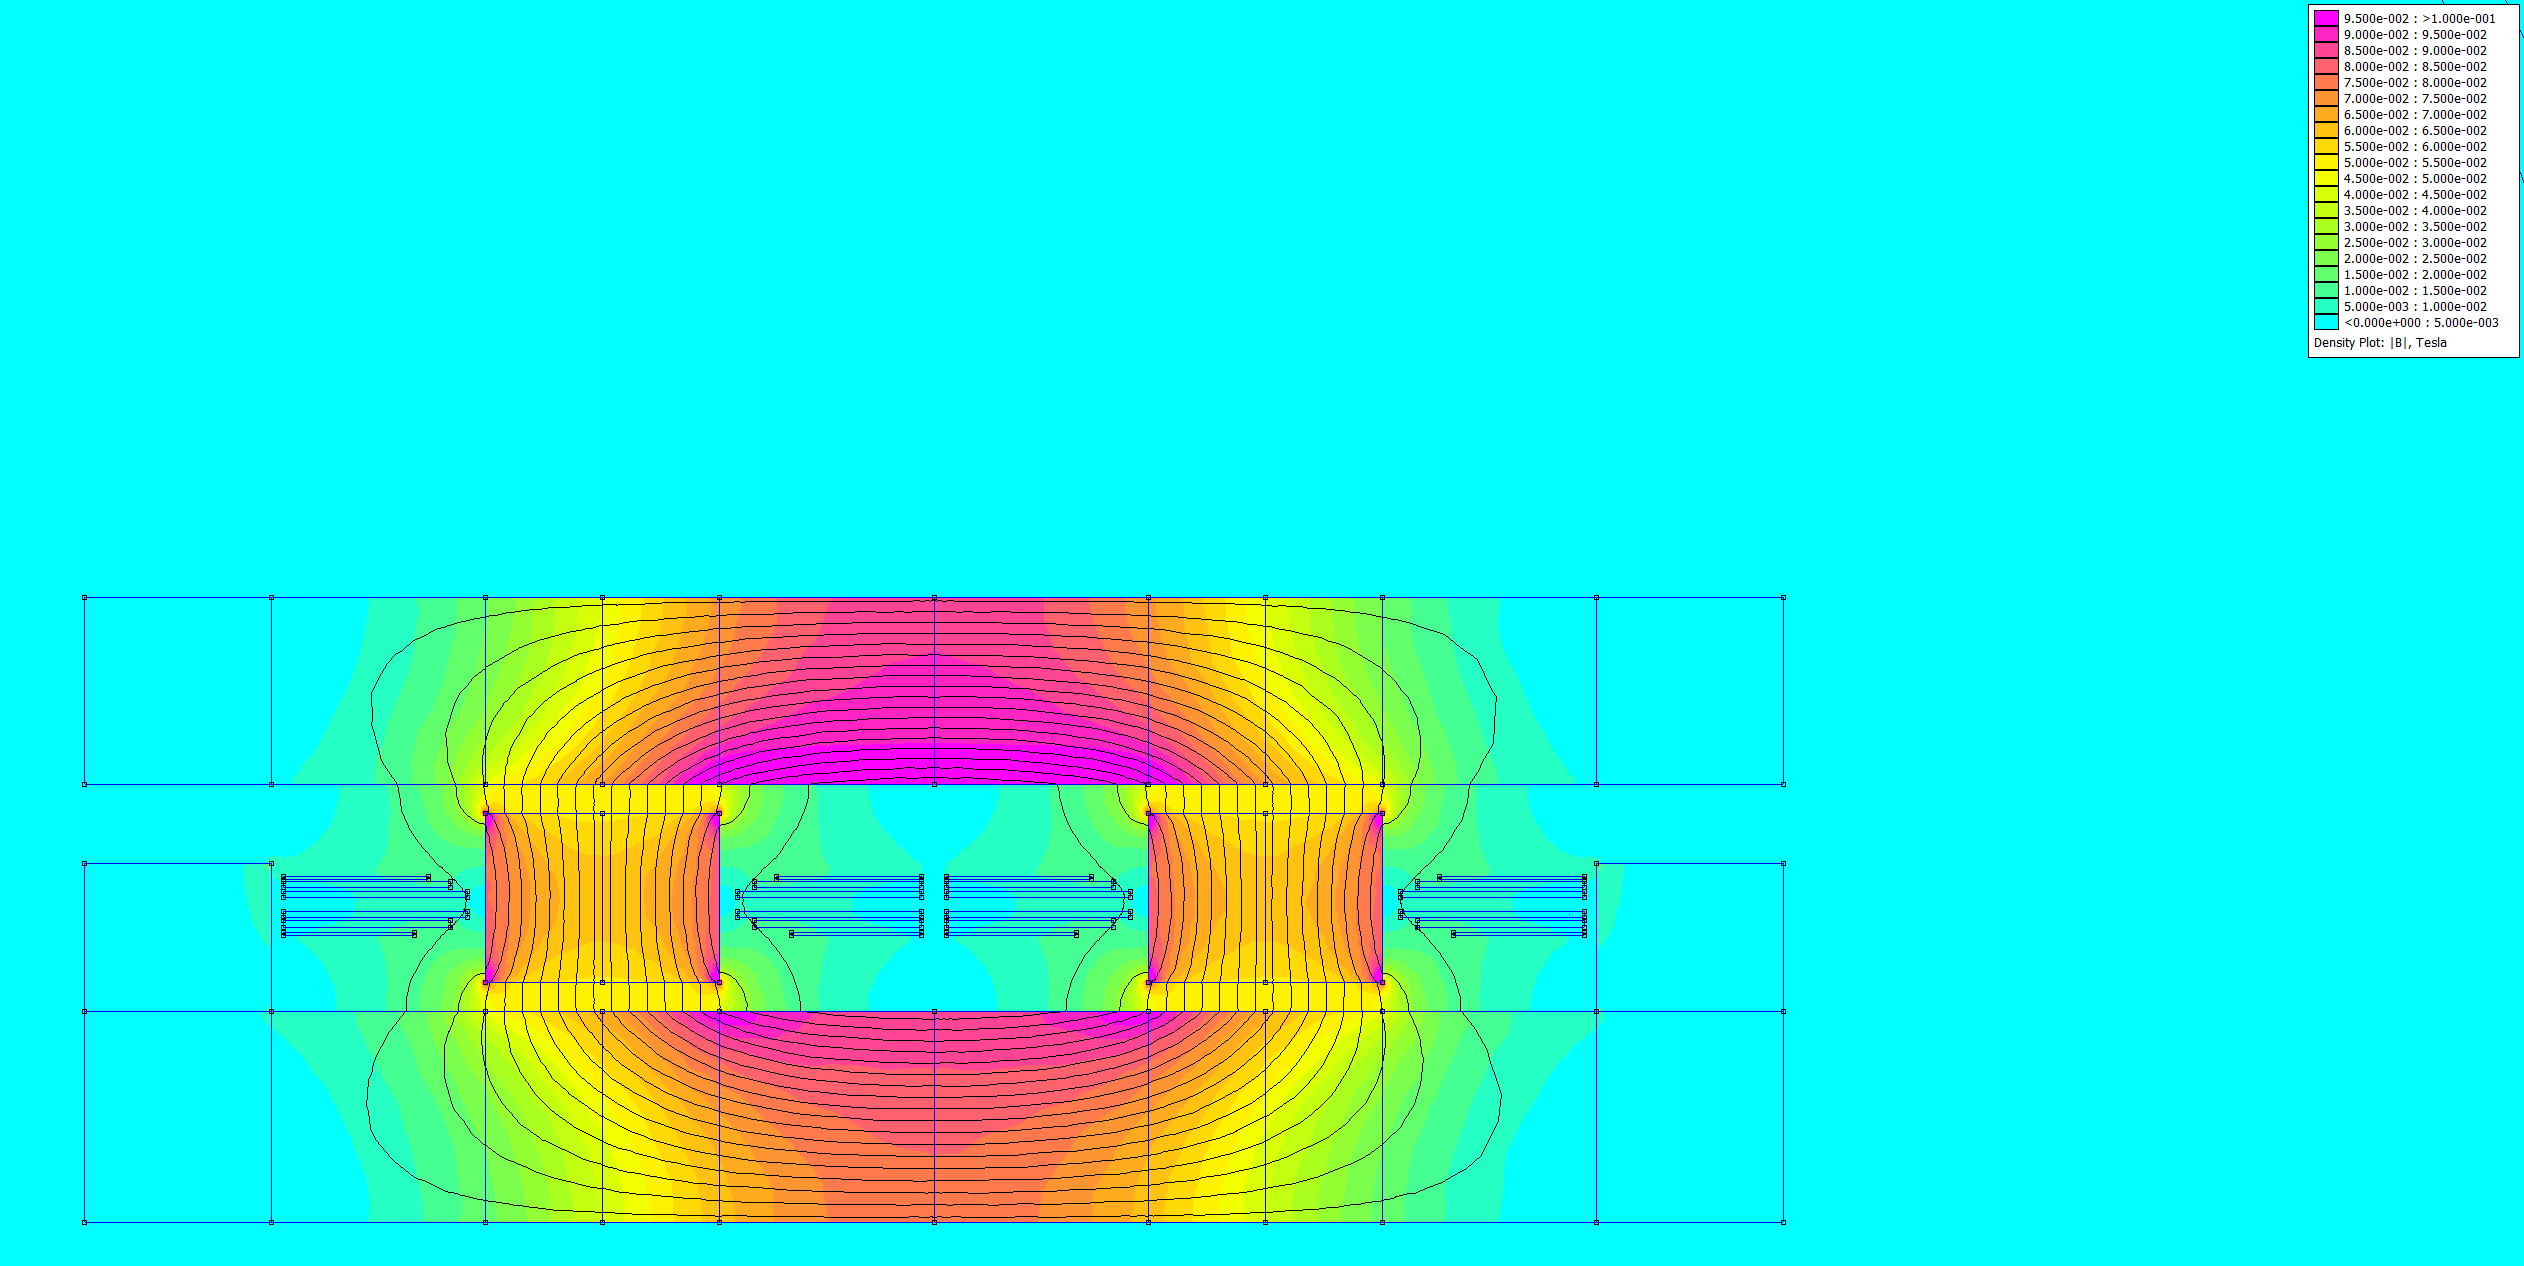 9.500e-002 : >1.000e-001
9.000e-002 : 9.500e-002
8.500e-002 : 9.000e-002
8.000e-002 : 8.500e-002
7.500e-002 : 8.000e-002
7.000e-002 : 7.500e-002
6.500e-002 : 7.000e-002
6.000e-002 : 6.500e-002
5.500e-002 : 6.000e-002
5.000e-002 : 5.500e-002
4.500e-002 : 5.000e-002
4.000e-002 : 4.500e-002
3.500e-002 : 4.000e-002
3.000e-002 : 3.500e-002
2.500e-002 : 3.000e-002
2.000e-002 : 2.500e-002
1.500e-002 : 2.000e-002
1.000e-002 : 1.500e-002
5.000e-003 : 1.000e-002
<0.000e+000 : 5.000e-003
Density Plot: |B|, Tesla